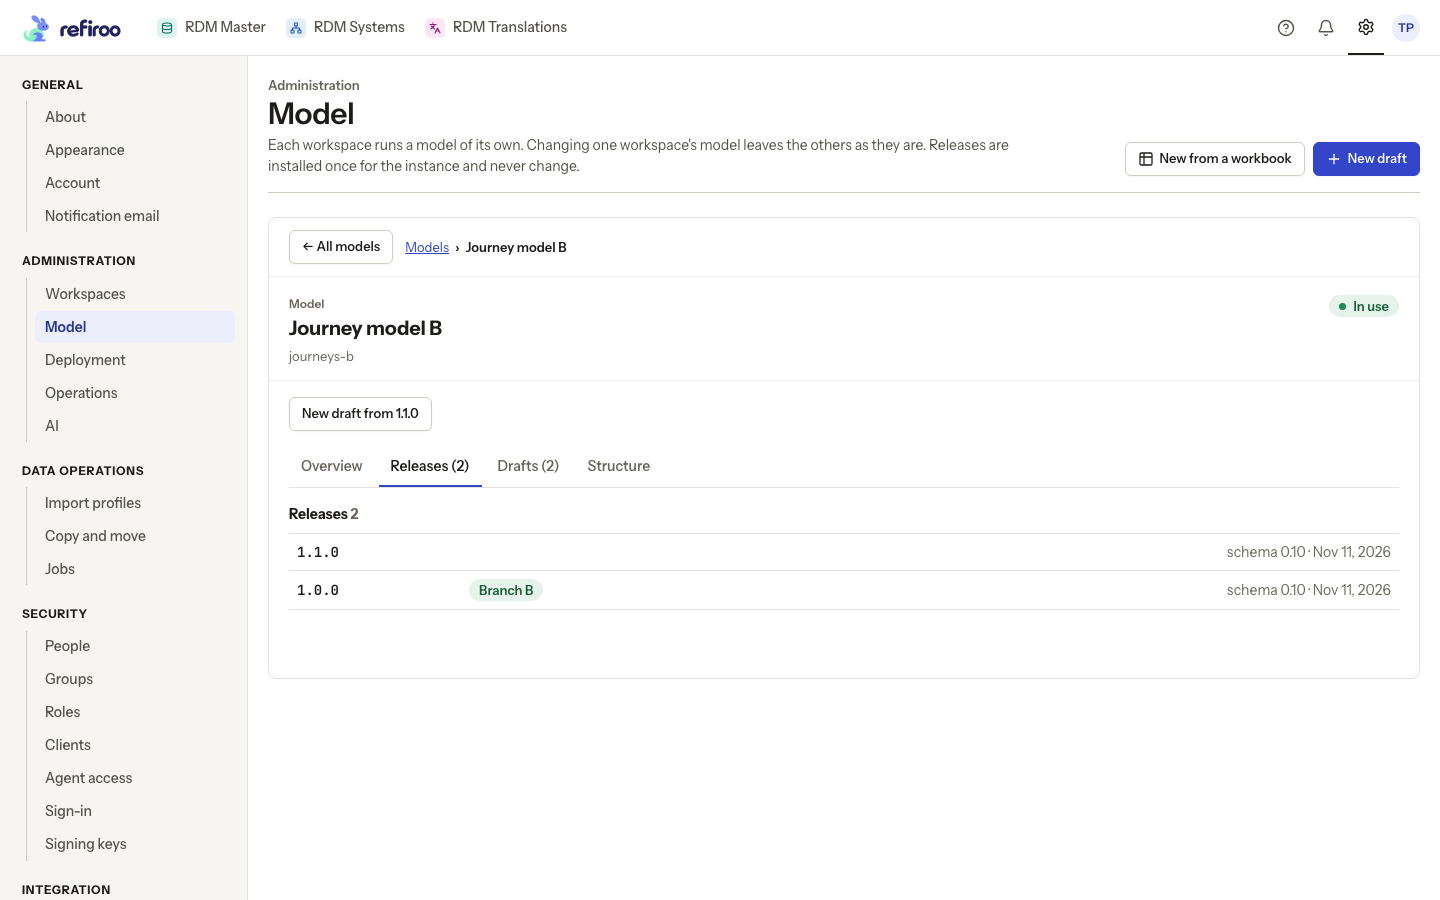 refiroo
RDM Master
RDM Systems
RDM Translations
TP
GENERAL
About
Appearance
Account
Notification email
ADMINISTRATION
Workspaces
Model
Deployment
Operations
AI
DATA OPERATIONS
Import profiles
Copy and move
Jobs
SECURITY
People
Groups
Roles
Clients
Agent access
Sign-in
Signing keys
INTEGRATION
Administration
Model
Each workspace runs a model of its own. Changing one workspace's model leaves the others as they are. Releases are
installed once for the instance and never change.
New from a workbook
+ New draft
← All models
Models › Journey model B
Model
Journey model B
journeys-b
In use
New draft from 1.1.0
Overview
Releases (2)
Drafts (2)
Structure
Releases 2
1.1.0 schema 0.10 · Nov 11, 2026
1.0.0 Branch B schema 0.10 · Nov 11, 2026